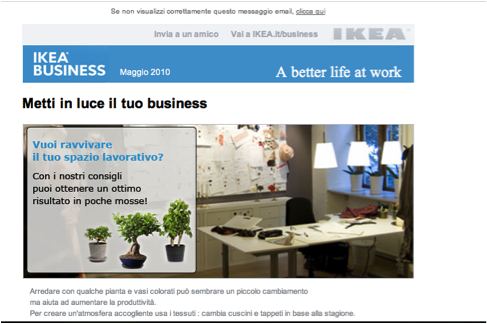 Se non visualizzi correttamente questo messaggio email, clicca qui
Invia a un amico Vai a IKEA.it/business IKEA
IKEA
BUSINESS Maggio 2010 A better life at work
Metti in luce il tuo business
Vuoi ravvivare
il tuo spazio lavorativo?
Con i nostri consigli
puoi ottenere un ottimo
risultato in poche mosse!
Arredare con qualche pianta e vasi colorati può sembrare un piccolo cambiamento
ma aiuta ad aumentare la produttività.
Per creare un'atmosfera accogliente usa i tessuti : cambia cuscini e tappeti in base alla stagione.